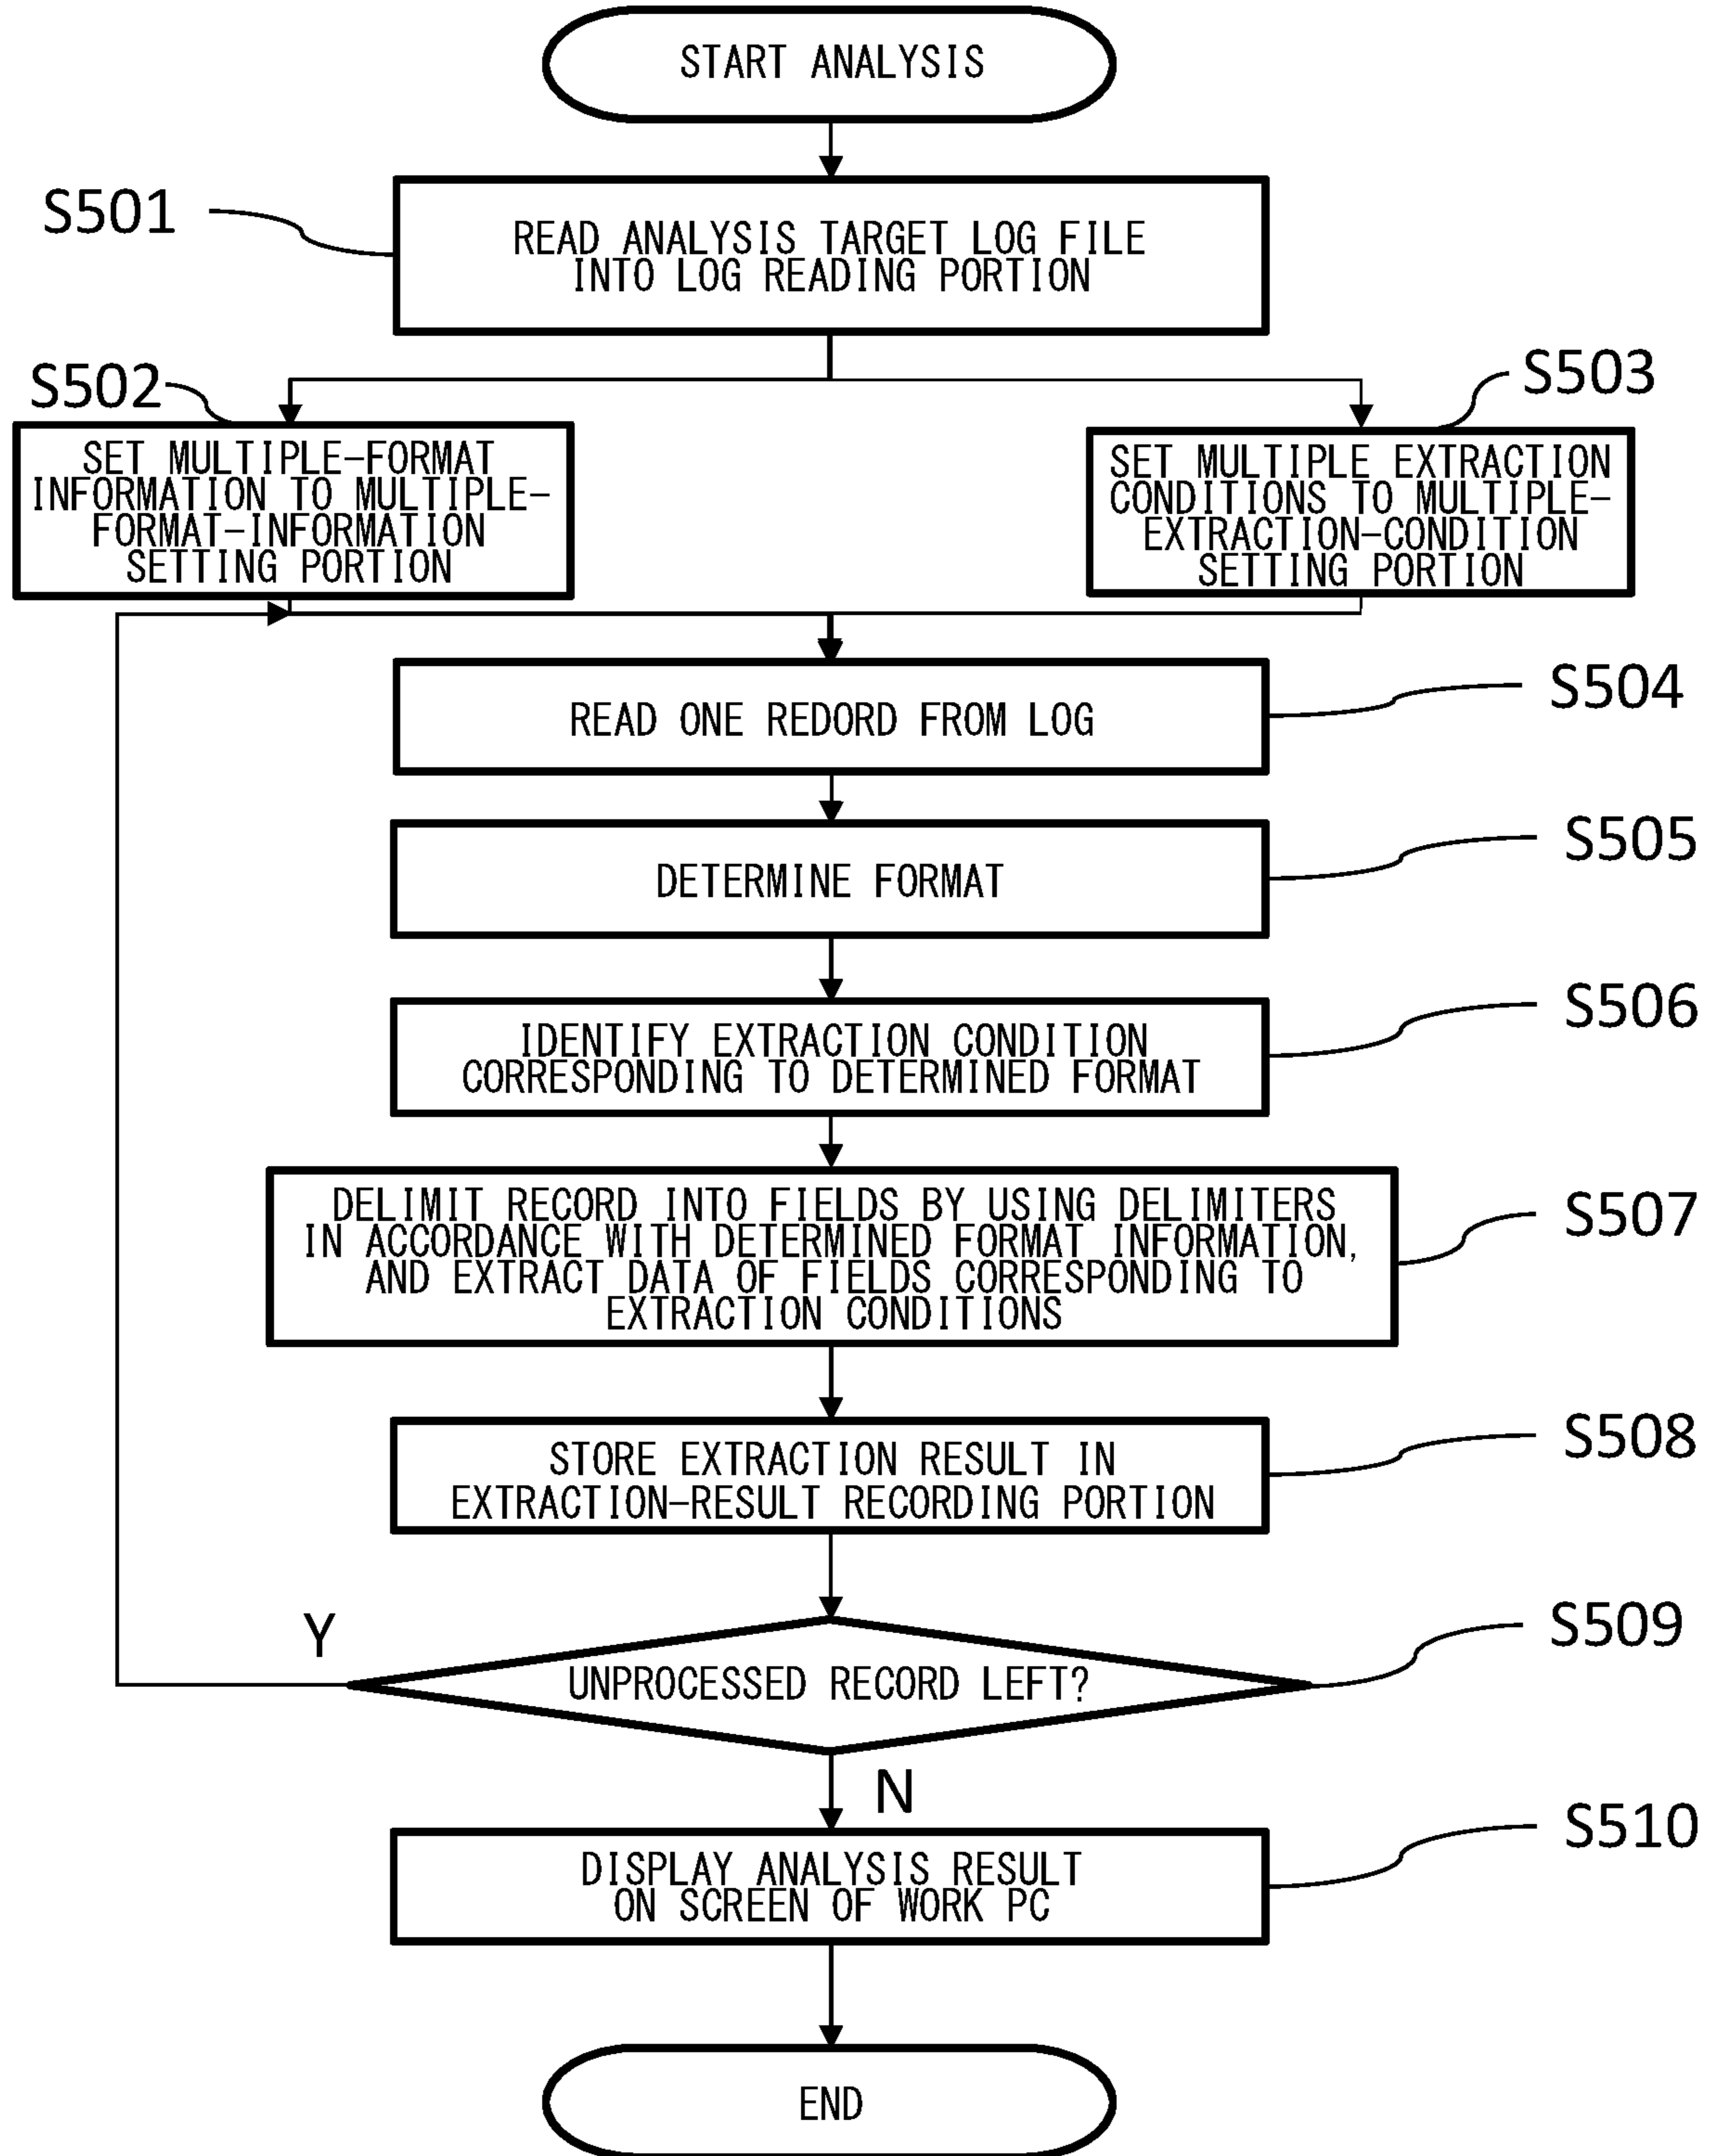 START ANALYSIS
S501
READ ANALYSIS TARGET LOG FILE
INTO LOG READING PORTION
S502
SET MULTIPLE-FORMAT
INFORMATION TO MULTIPLE-
FORMAT-INFORMATION
SETTING PORTION
S503
SET MULTIPLE EXTRACTION
CONDITIONS TO MULTIPLE-
EXTRACTION-CONDITION
SETTING PORTION
S504
READ ONE REDORD FROM LOG
S505
DETERMINE FORMAT
S506
IDENTIFY EXTRACTION CONDITION
CORRESPONDING TO DETERMINED FORMAT
S507
DELIMIT RECORD INTO FIELDS BY USING DELIMITERS
IN ACCORDANCE WITH DETERMINED FORMAT INFORMATION,
AND EXTRACT DATA OF FIELDS CORRESPONDING TO
EXTRACTION CONDITIONS
S508
STORE EXTRACTION RESULT IN
EXTRACTION-RESULT RECORDING PORTION
S509
Y
UNPROCESSED RECORD LEFT?
N
S510
DISPLAY ANALYSIS RESULT
ON SCREEN OF WORK PC
END